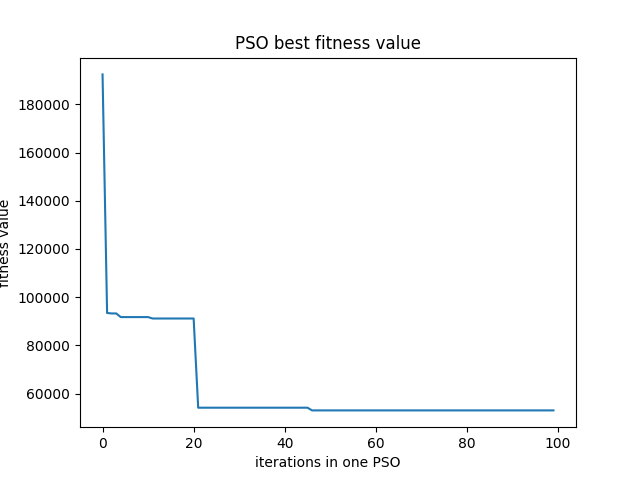 PSO best fitness value
fitness value
180000
160000
140000
120000
100000
80000
60000
0 20 40 60 80 100
iterations in one PSO